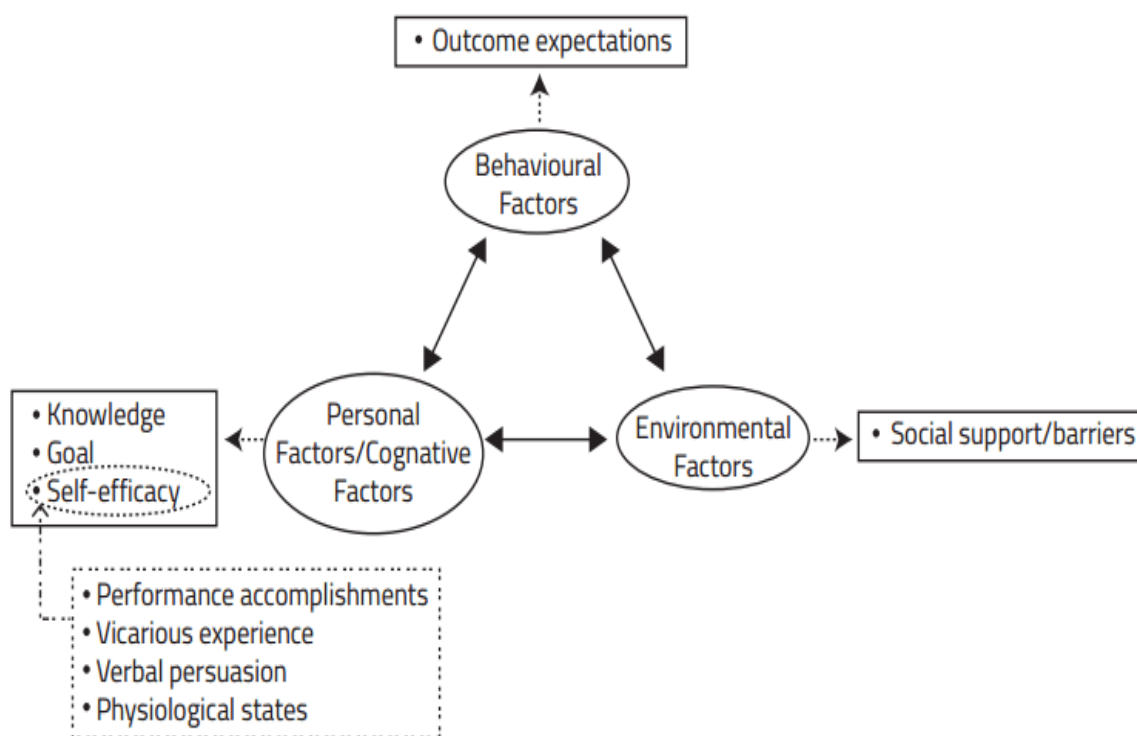 • Outcome expectations
Behavioural
Factors
• Knowledge
• Goal
• Self-efficacy
Personal
Factors/Cognative
Factors
Environmental
Factors
• Social support/barriers
• Performance accomplishments
• Vicarious experience
• Verbal persuasion
• Physiological states